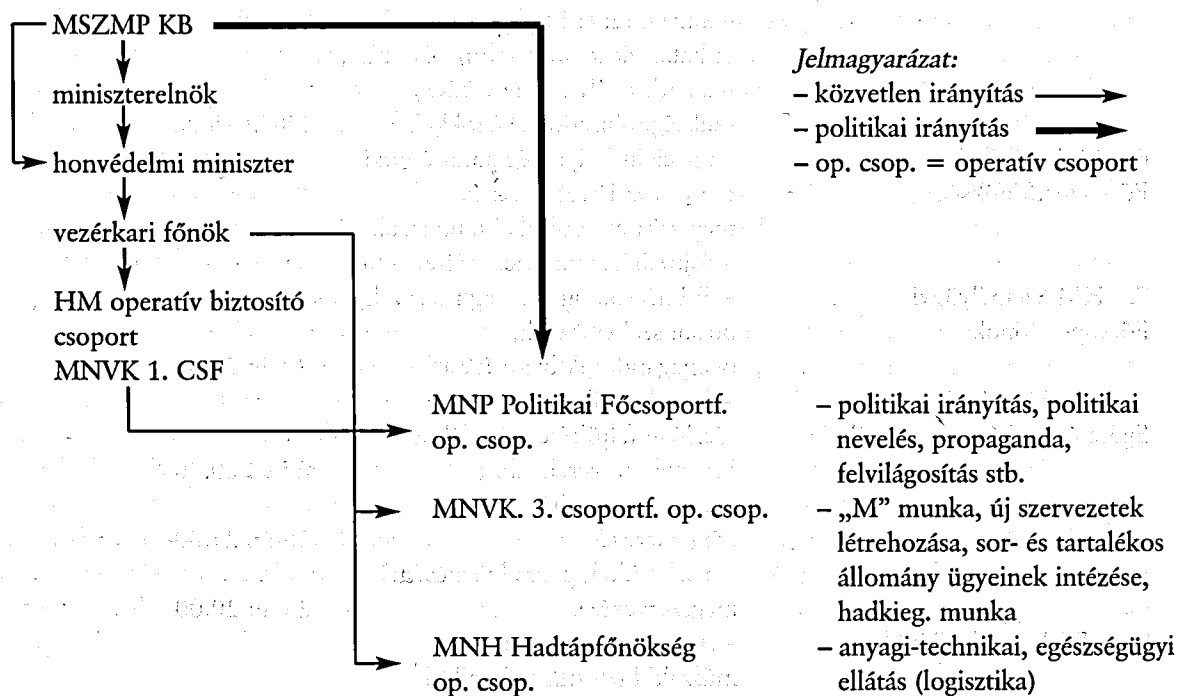 MSZMP KB
miniszterelnök
honvédelmi miniszter
vezérkari főnök
HM operatív biztosító
csoport
MNVK 1. CSF
Jelmagyarázat:
– közvetlen irányítás
– politikai irányítás
– op. csop. = operatív csoport
MNP Politikai Főcsoportf.
op. csop.
– politikai irányítás, politikai
nevelés, propaganda,
felvilágosítás stb.
MNVK. 3. csoportf. op. csop.
– „M” munka, új szervezetek
létrehozása, sor- és tartalékos
állomány ügyeinek intézése,
hadkieg. munka
MNH Hadtápfőnökség
op. csop.
– anyagi-technikai, egészségügyi
ellátás (logisztika)